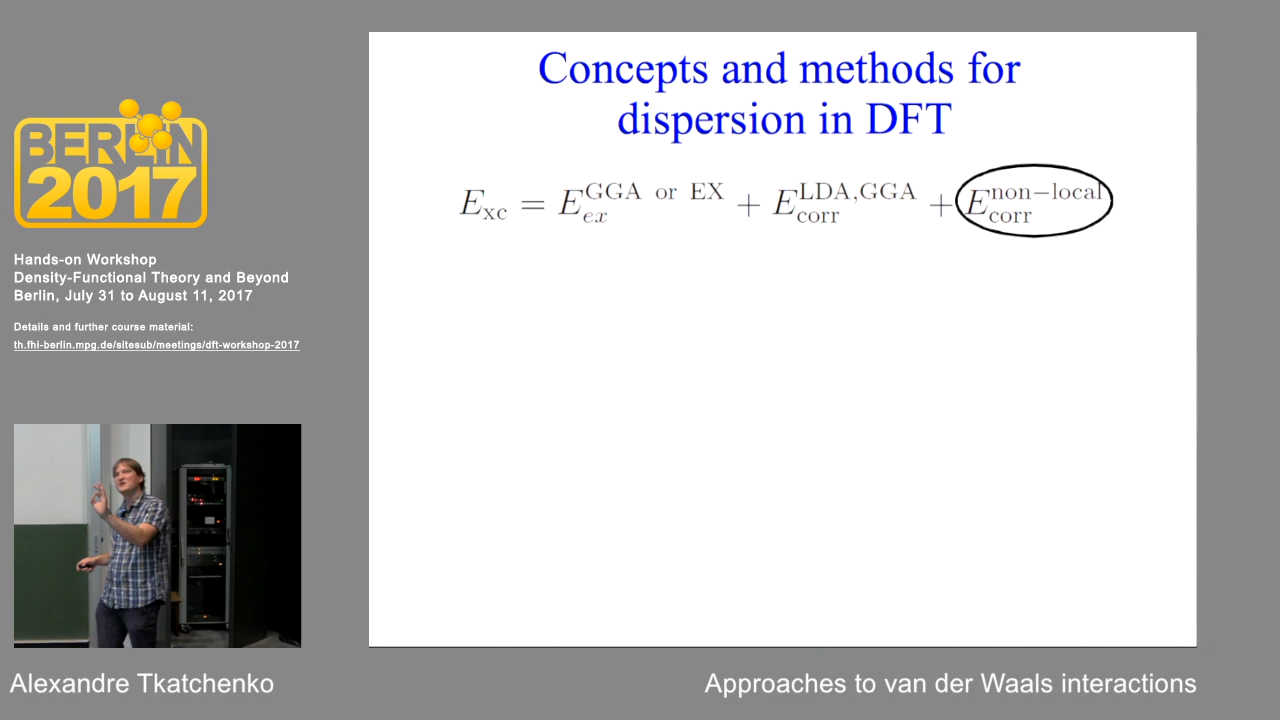 BERLIN
2017
Hands-on Workshop
Density-Functional Theory and Beyond
Berlin, July 31 to August 11, 2017
Details and further course material:
th.fhi-berlin.mpg.de/sitesub/meetings/dft-workshop-2017
Concepts and methods for
dispersion in DFT
E_xc = E_ex^{GGA or EX} + E_corr^{LDA,GGA} + E_corr^{non−local}
Alexandre Tkatchenko
Approaches to van der Waals interactions